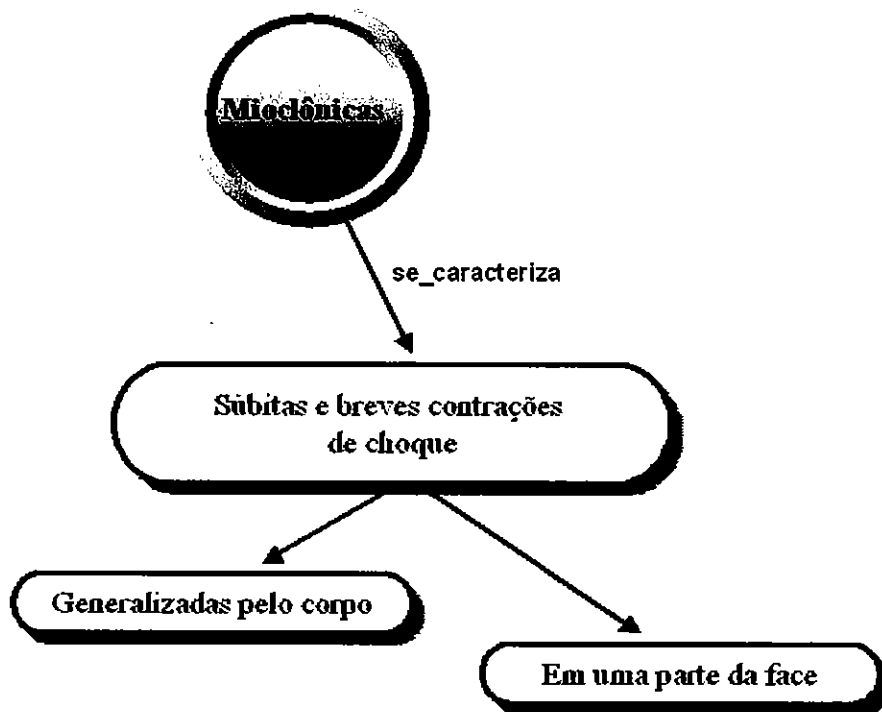 Mioclônicas
se_caracteriza
Súbitas e breves contrações
de choque
Generalizadas pelo corpo
Em uma parte da face